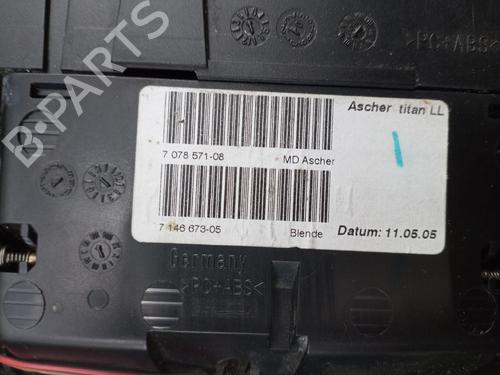 B-PARTS
>PC+ABS<
Ascher titan LL
7 078 571-08 MD Ascher
7 146 673-05 Blende Datum: 11.05.05
Germany
>PC+ABS<